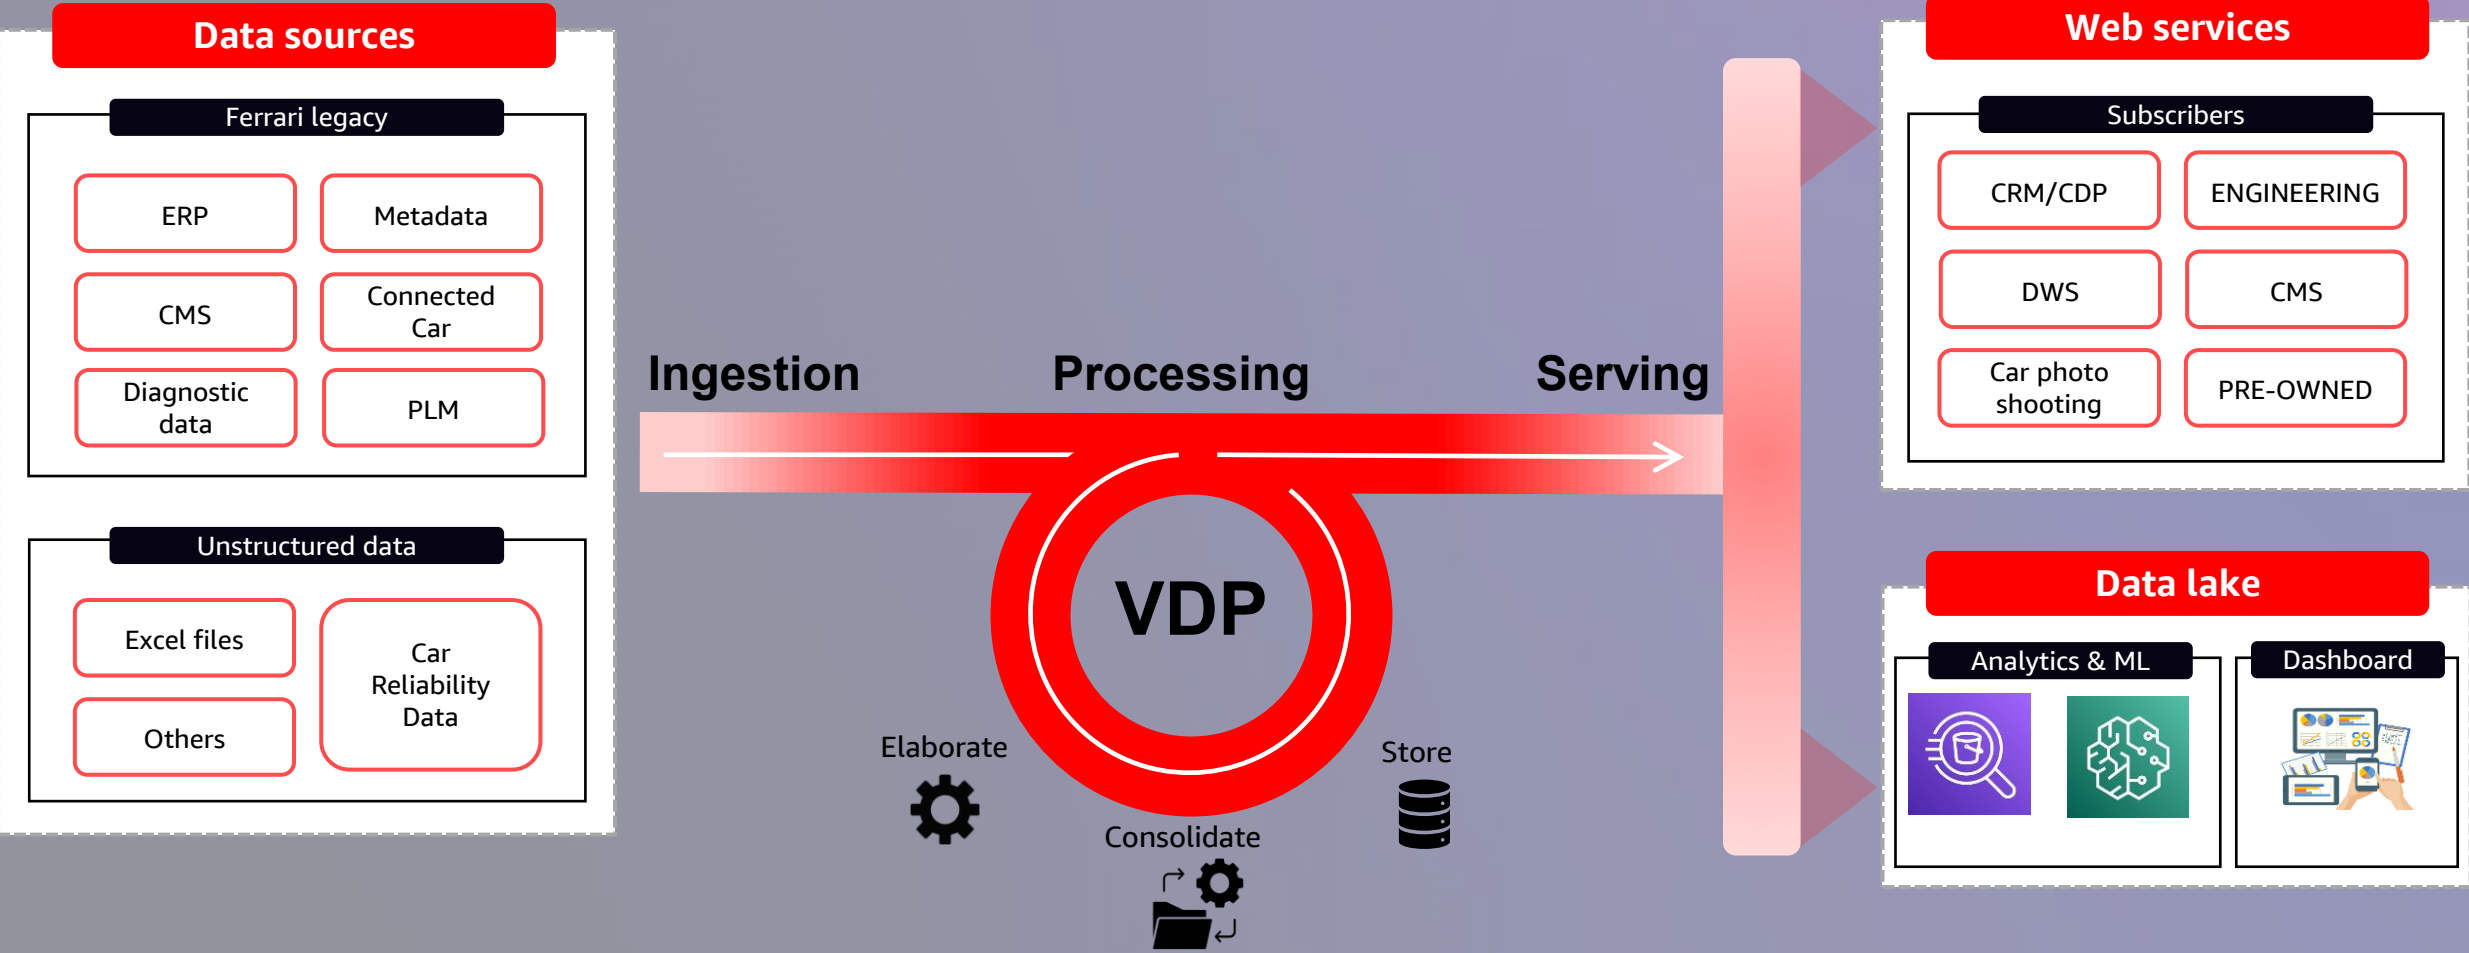 Data sources
Ferrari legacy
ERP
Metadata
CMS
Connected
Car
Diagnostic
data
PLM
Unstructured data
Excel files
Others
Car
Reliability
Data
Ingestion
Processing
Serving
VDP
Elaborate
Consolidate
Store
Web services
Subscribers
CRM/CDP
ENGINEERING
DWS
CMS
Car photo
shooting
PRE-OWNED
Data lake
Analytics & ML
Dashboard